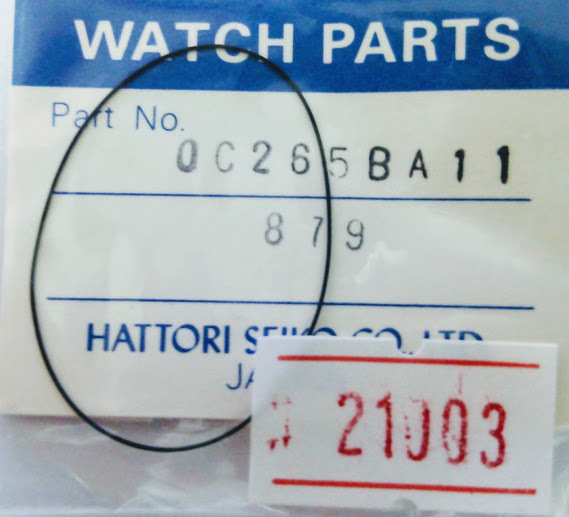 WATCH PARTS
Part No.
0C265BA11
879
HATTORI SEIKO CO., LTD.
JA
# 21003